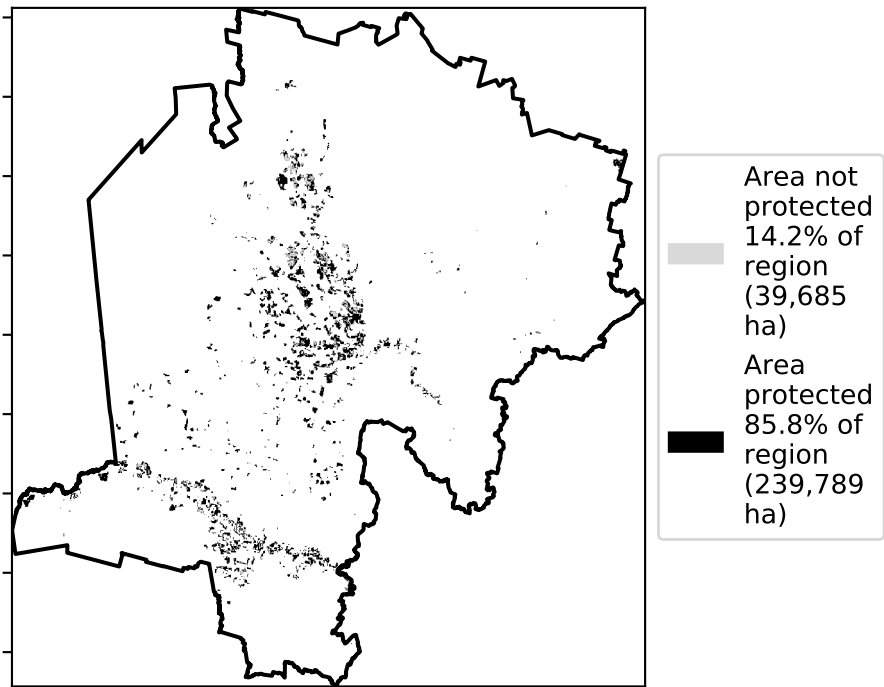 Area not
protected
14.2% of
region
(39,685
ha)
Area
protected
85.8% of
region
(239,789
ha)